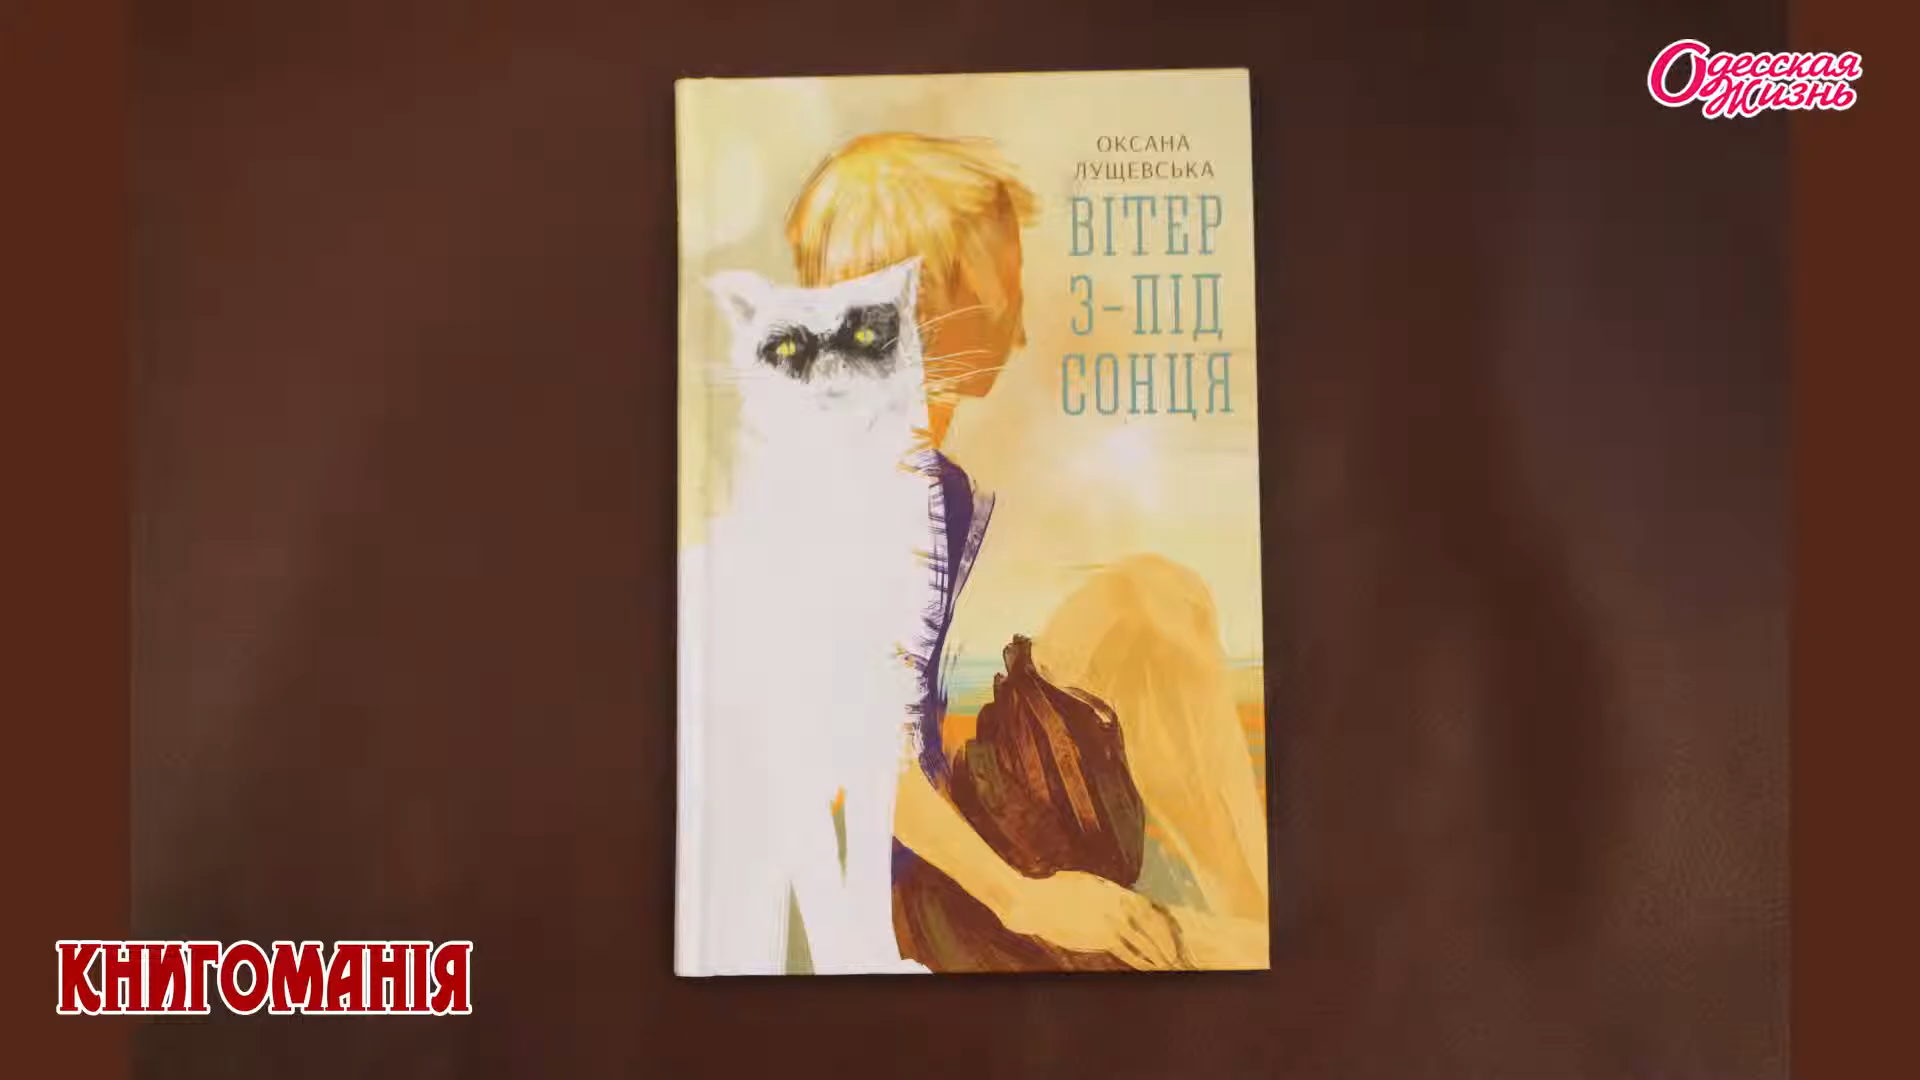 Одесская
Жизнь
ОКСАНА
ЛУЩЕВСЬКА
ВІТЕР
З-ПІД
СОНЦЯ
КНИГОМАНІЯ